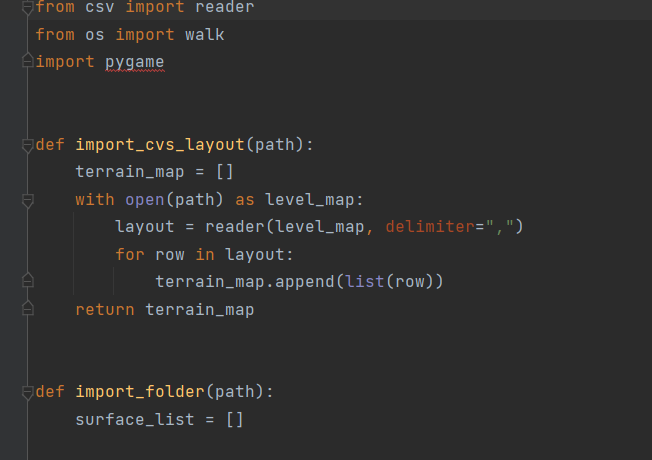 from csv import reader
from os import walk
import pygame
def import_cvs_layout(path):
terrain_map = []
with open(path) as level_map:
layout = reader(level_map, delimiter=",")
for row in layout:
terrain_map.append(list(row))
return terrain_map
def import_folder(path):
surface_list = []